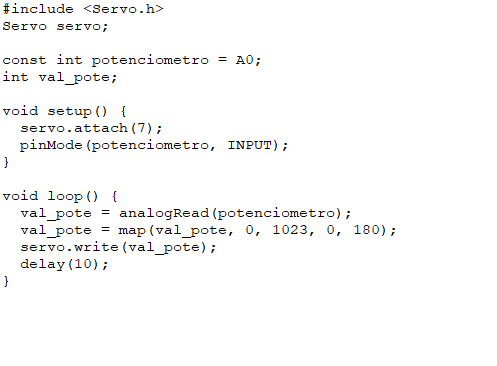 #include <Servo.h>
Servo servo;

const int potenciometro = A0;
int val_pote;

void setup() {
  servo.attach(7);
  pinMode(potenciometro, INPUT);
}

void loop() {
  val_pote = analogRead(potenciometro);
  val_pote = map(val_pote, 0, 1023, 0, 180);
  servo.write(val_pote);
  delay(10);
}